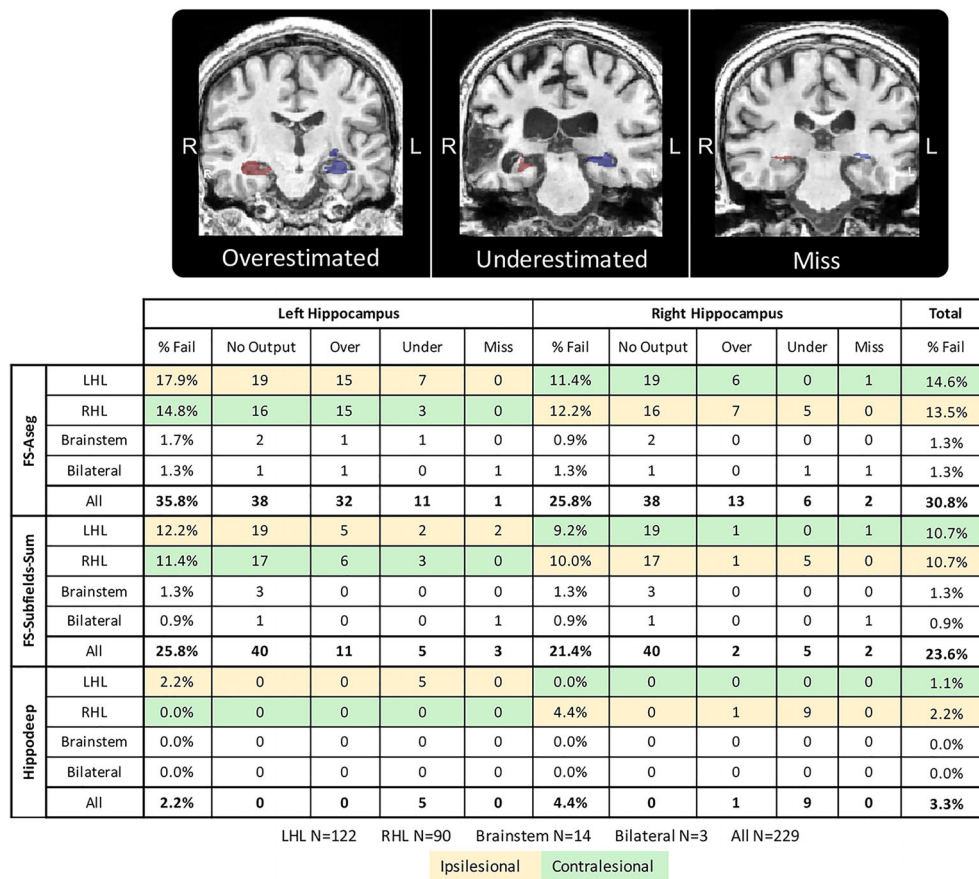 R L
R L
Overestimated Underestimated Miss
Left Hippocampus Right Hippocampus Total
% Fail No Output Over Under Miss % Fail No Output Over Under Miss % Fail
FS-Aseg
LHL 17.9% 19 15 7 0 11.4% 19 6 0 1 14.6%
RHL 14.8% 16 15 3 0 12.2% 16 7 5 0 13.5%
Brainstem 1.7% 2 1 1 0 0.9% 2 0 0 0 1.3%
Bilateral 1.3% 1 1 0 1 1.3% 1 0 1 1 1.3%
All 35.8% 38 32 11 1 25.8% 38 13 6 2 30.8%
FS-Subfields-Sum
LHL 12.2% 19 5 2 2 9.2% 19 1 0 1 10.7%
RHL 11.4% 17 6 3 0 10.0% 17 1 5 0 10.7%
Brainstem 1.3% 3 0 0 0 1.3% 3 0 0 0 1.3%
Bilateral 0.9% 1 0 0 1 0.9% 1 0 0 1 0.9%
All 25.8% 40 11 5 3 21.4% 40 2 5 2 23.6%
Hippodeep
LHL 2.2% 0 0 5 0 0.0% 0 0 0 0 1.1%
RHL 0.0% 0 0 0 0 4.4% 0 1 9 0 2.2%
Brainstem 0.0% 0 0 0 0 0.0% 0 0 0 0 0.0%
Bilateral 0.0% 0 0 0 0 0.0% 0 0 0 0 0.0%
All 2.2% 0 0 5 0 4.4% 0 1 9 0 3.3%
LHL N=122 RHL N=90 Brainstem N=14 Bilateral N=3 All N=229
Ipsilesional Contralesional